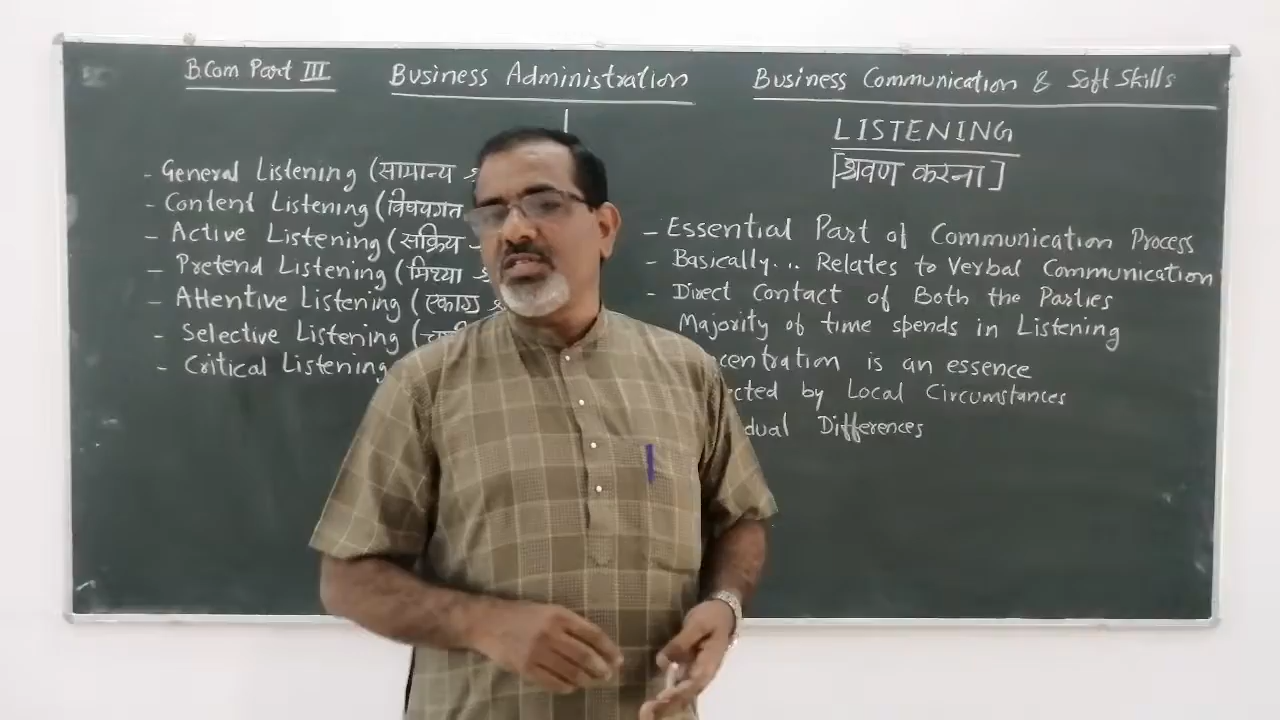 BCom Part III
Business Administration
Business Communication & Soft Skills
- General Listening (सामान्य
- Content Listening (विषयगत
- Active Listening (सक्रिय
- Pretend Listening (मिथ्या
- Attentive Listening (एकाग्र
- Selective Listening
- Critical Listening
LISTENING
[श्रवण करना]
- Essential Part of Communication Process
- Basically... Relates to Verbal Communication
- Direct Contact of Both the Parties
Majority of time spends in Listening
centration is an essence
cted by Local Circumstances
dual Differences